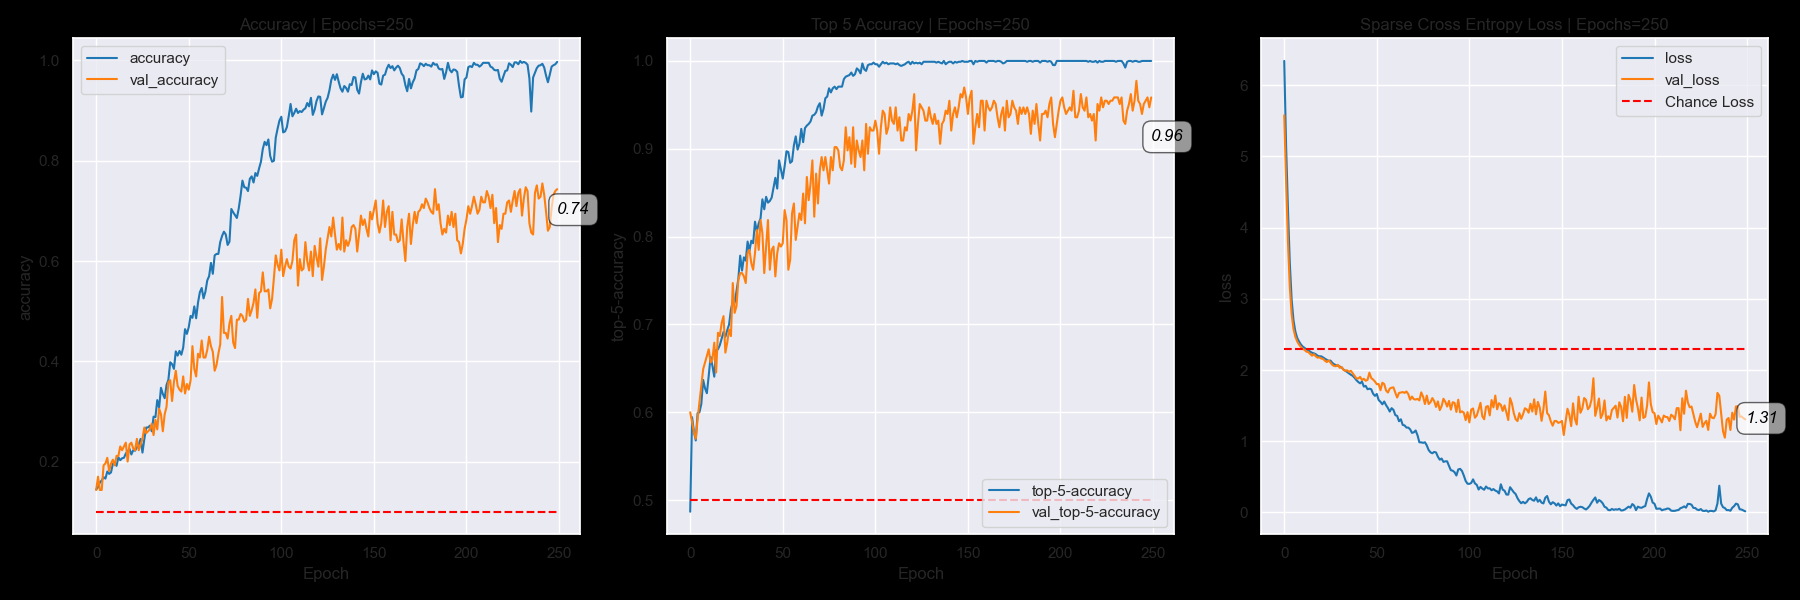 Accuracy | Epochs=250
accuracy
val_accuracy
1.0
0.8
0.6
0.4
0.2
accuracy
0.74
0
50
100
150
200
250
Epoch
Top 5 Accuracy | Epochs=250
1.0
0.9
0.8
0.7
0.6
0.5
top-5-accuracy
0.96
top-5-accuracy
val_top-5-accuracy
0
50
100
150
200
250
Epoch
Sparse Cross Entropy Loss | Epochs=250
loss
val_loss
Chance Loss
6
5
4
3
2
1
0
loss
1.31
0
50
100
150
200
250
Epoch